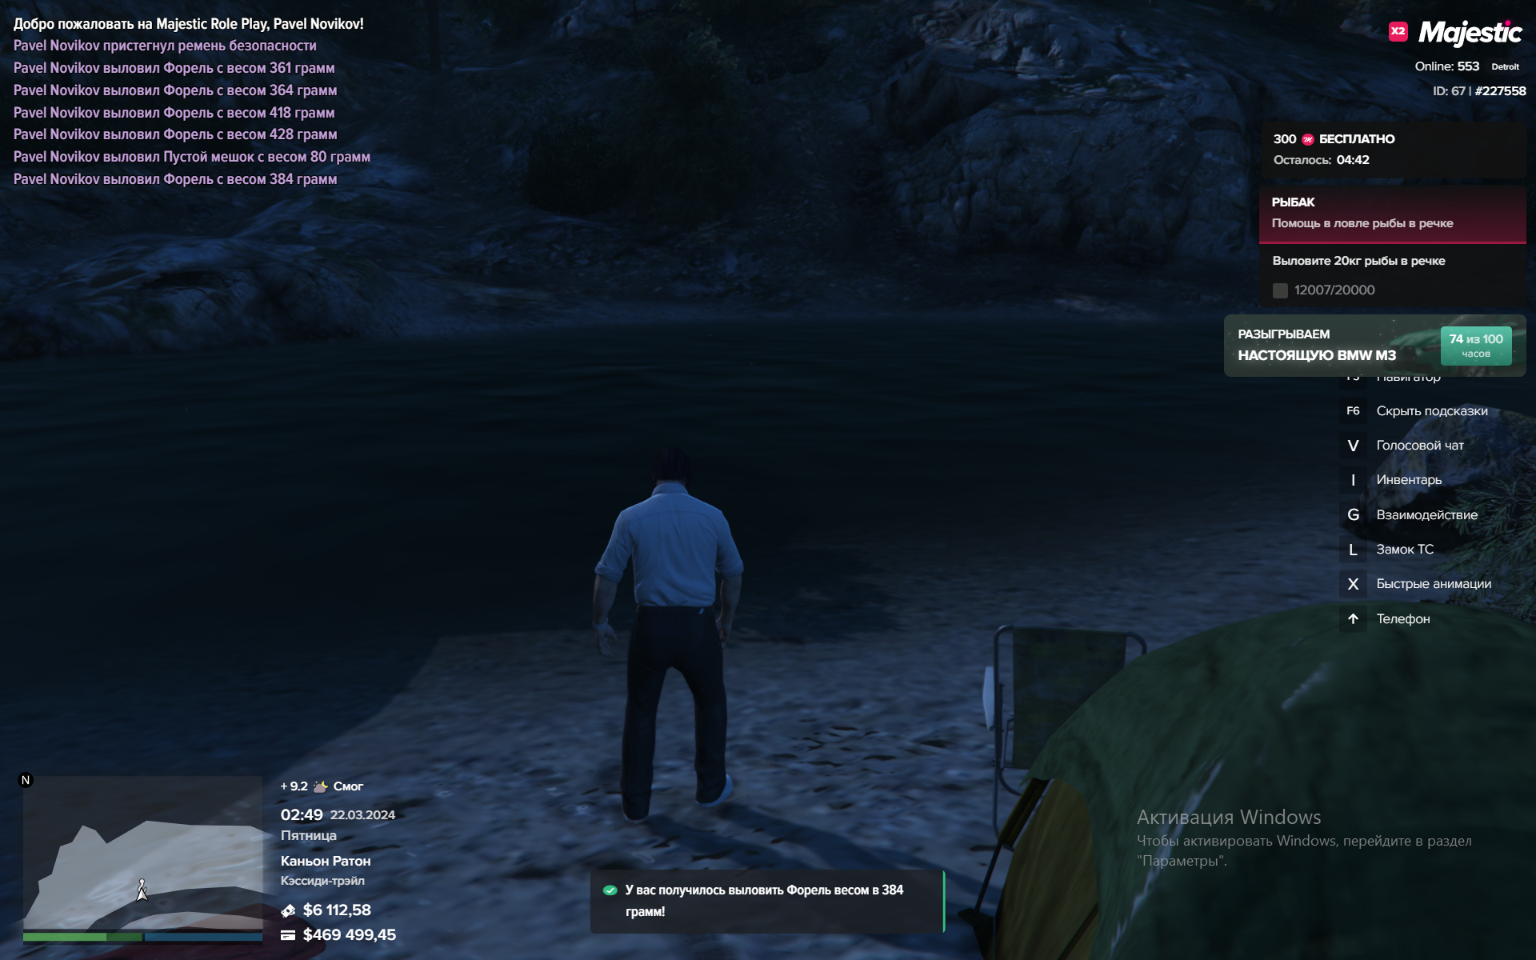 Добро пожаловать на Majestic Role Play, Pavel Novikov!
Pavel Novikov пристегнул ремень безопасности
Pavel Novikov выловил Форель с весом 361 грамм
Pavel Novikov выловил Форель с весом 364 грамм
Pavel Novikov выловил Форель с весом 418 грамм
Pavel Novikov выловил Форель с весом 428 грамм
Pavel Novikov выловил Пустой мешок с весом 80 грамм
Pavel Novikov выловил Форель с весом 384 грамм
X2 Majestic
Online: 553 Detroit
ID: 67 | #227558
300 БЕСПЛАТНО
Осталось: 04:42
РЫБАК
Помощь в ловле рыбы в речке
Выловите 20кг рыбы в речке
12007/20000
РАЗЫГРЫВАЕМ
НАСТОЯЩУЮ BMW M3
74 из 100
часов
Навигатор
F6 Скрыть подсказки
V Голосовой чат
I Инвентарь
G Взаимодействие
L Замок ТС
X Быстрые анимации
↑ Телефон
N
+ 9.2 Смог
02:49 22.03.2024
Пятница
Каньон Ратон
Кэссиди-трэйл
$6 112,58
$469 499,45
У вас получилось выловить Форель весом в 384
грамм!
Активация Windows
Чтобы активировать Windows, перейдите в раздел
"Параметры".